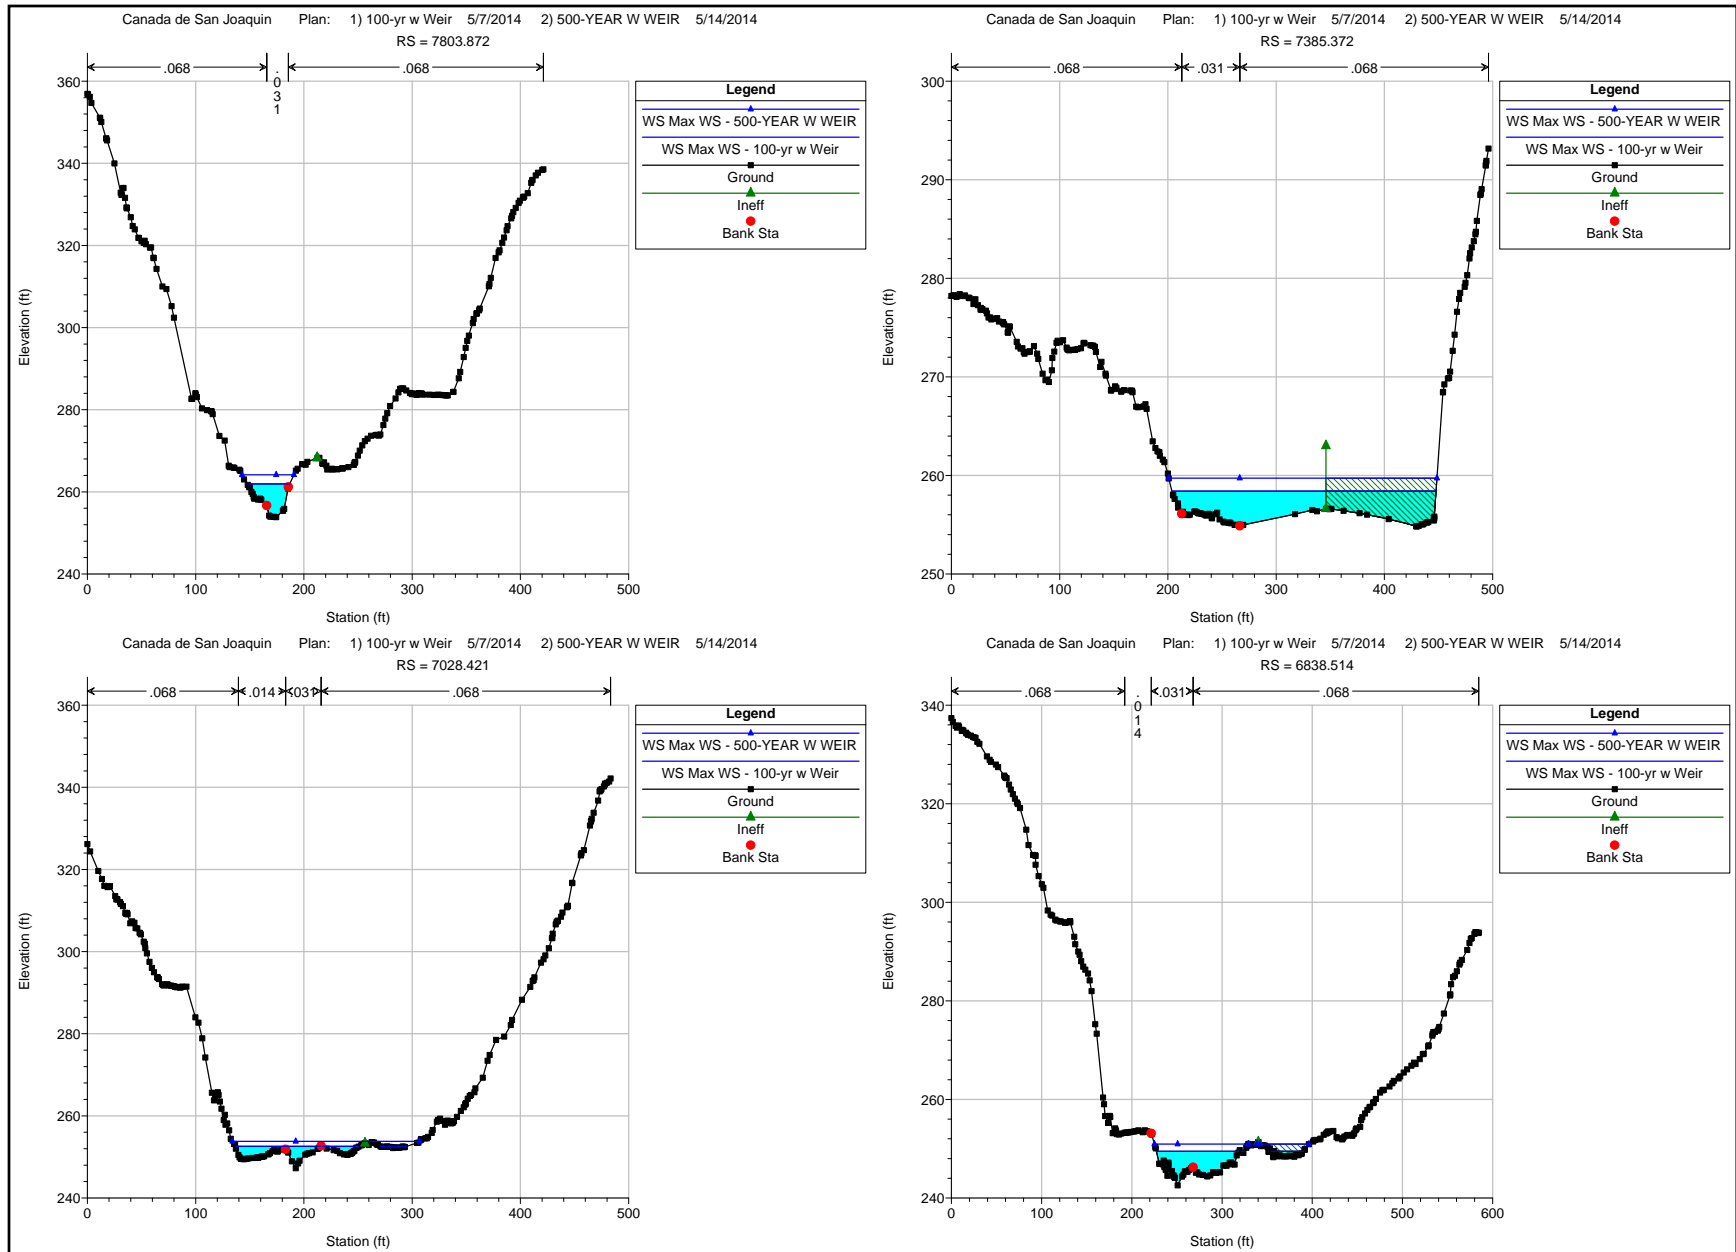 Canada de San Joaquin Plan: 1) 100-yr w Weir 5/7/2014 2) 500-YEAR W WEIR 5/14/2014
RS = 7803.872
.068 .031 .068
Legend
WS Max WS - 500-YEAR W WEIR
WS Max WS - 100-yr w Weir
Ground
Ineff
Bank Sta
Elevation (ft)
360
340
320
300
280
260
240
0 100 200 300 400 500
Station (ft)
Canada de San Joaquin Plan: 1) 100-yr w Weir 5/7/2014 2) 500-YEAR W WEIR 5/14/2014
RS = 7385.372
.068 .031 .068
Legend
WS Max WS - 500-YEAR W WEIR
WS Max WS - 100-yr w Weir
Ground
Ineff
Bank Sta
Elevation (ft)
300
290
280
270
260
250
0 100 200 300 400 500
Station (ft)
Canada de San Joaquin Plan: 1) 100-yr w Weir 5/7/2014 2) 500-YEAR W WEIR 5/14/2014
RS = 7028.421
.068 .014 .031 .068
Legend
WS Max WS - 500-YEAR W WEIR
WS Max WS - 100-yr w Weir
Ground
Ineff
Bank Sta
Elevation (ft)
360
340
320
300
280
260
240
0 100 200 300 400 500
Station (ft)
Canada de San Joaquin Plan: 1) 100-yr w Weir 5/7/2014 2) 500-YEAR W WEIR 5/14/2014
RS = 6838.514
.068 .014 .031 .068
Legend
WS Max WS - 500-YEAR W WEIR
WS Max WS - 100-yr w Weir
Ground
Ineff
Bank Sta
Elevation (ft)
340
320
300
280
260
240
0 100 200 300 400 500 600
Station (ft)